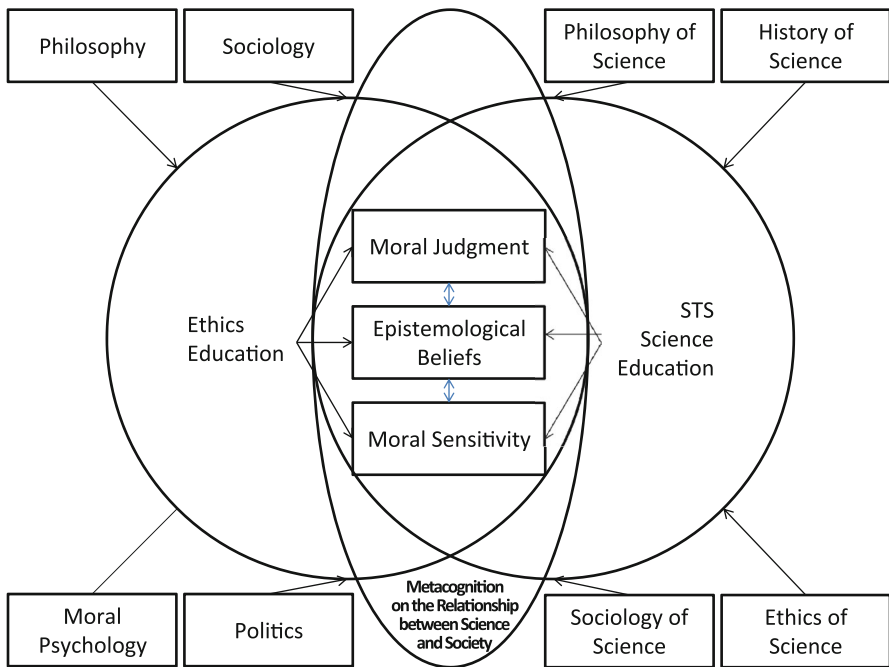 Philosophy
Sociology
Philosophy of
Science
History of
Science
Moral Judgment
Ethics
Education
Epistemological
Beliefs
STS
Science
Education
Moral Sensitivity
Metacognition
on the Relationship
between Science
and Society
Moral
Psychology
Politics
Sociology of
Science
Ethics of
Science